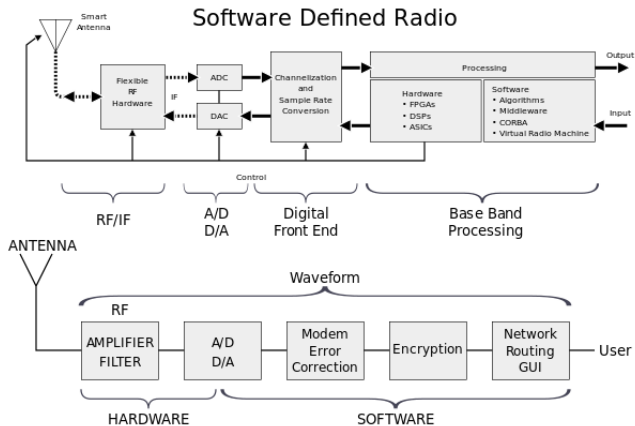 Software Defined Radio
Smart
Antenna
Flexible
RF
Hardware
IF
ADC
DAC
Channelization
and
Sample Rate
Conversion
Processing
Hardware
• FPGAs
• DSPs
• ASICs
Software
• Algorithms
• Middleware
• CORBA
• Virtual Radio Machine
Output
Input
Control
RF/IF
A/D
D/A
Digital
Front End
Base Band
Processing
ANTENNA
Waveform
RF
AMPLIFIER
FILTER
A/D
D/A
Modem
Error
Correction
Encryption
Network
Routing
GUI
User
HARDWARE
SOFTWARE